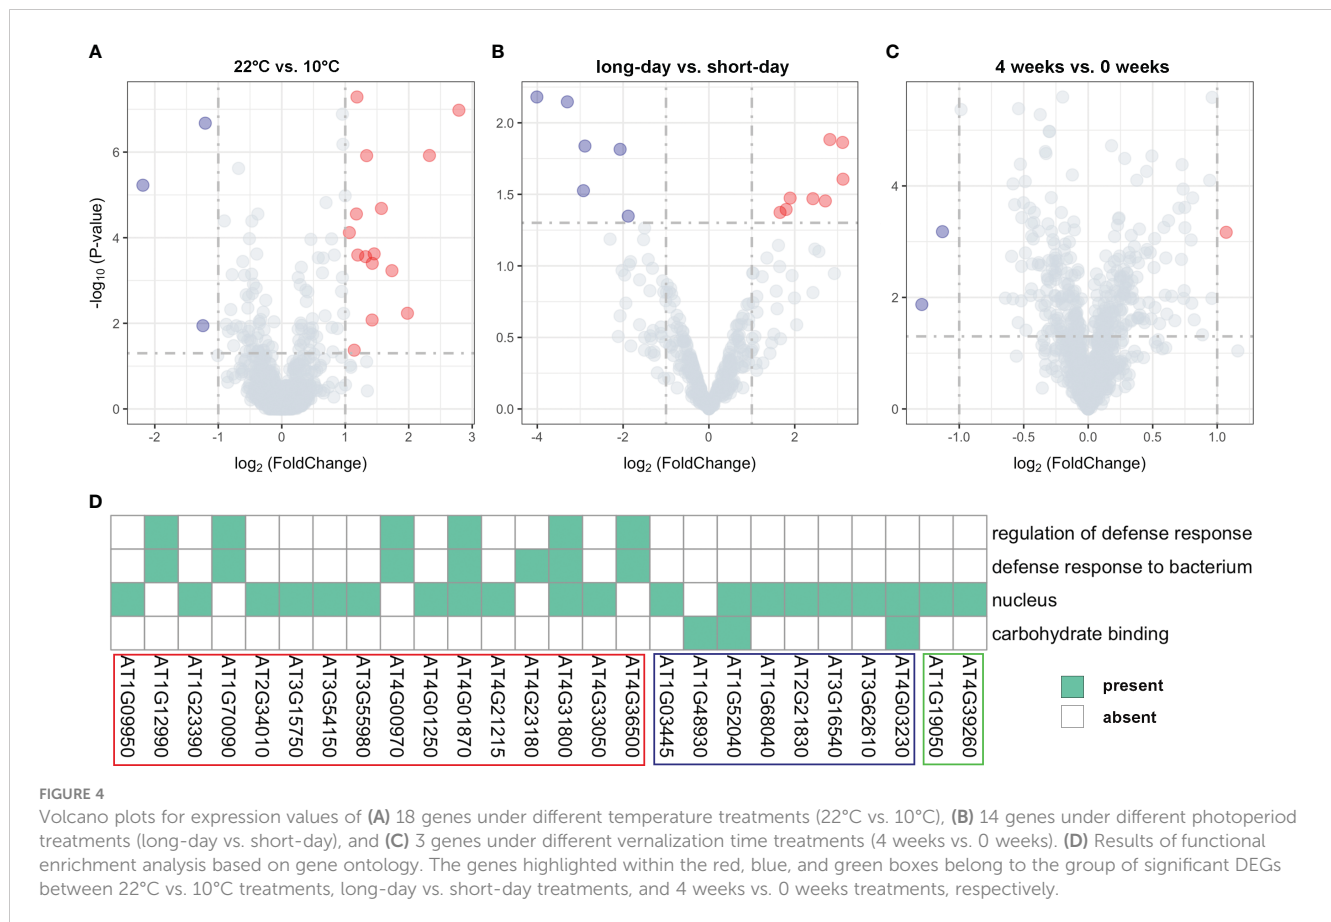 A
22°C vs. 10°C
-log10 (P-value)
6
4
2
0
-2
-1
0
1
2
3
log2 (FoldChange)
B
long-day vs. short-day
2.0
1.5
1.0
0.5
0.0
-4
-2
0
2
log2 (FoldChange)
C
4 weeks vs. 0 weeks
4
2
0
-1.0
-0.5
0.0
0.5
1.0
log2 (FoldChange)
D
regulation of defense response
defense response to bacterium
nucleus
carbohydrate binding
AT1G09950
AT1G12990
AT1G23390
AT1G70090
AT2G34010
AT3G15750
AT3G54150
AT3G55980
AT4G00970
AT4G01250
AT4G01870
AT4G21215
AT4G23180
AT4G31800
AT4G33050
AT4G36500
AT1G03445
AT1G48930
AT1G52040
AT1G68040
AT2G21830
AT3G16540
AT3G62610
AT4G03230
AT1G19050
AT4G39260
present
absent
FIGURE 4
Volcano plots for expression values of (A) 18 genes under different temperature treatments (22°C vs. 10°C), (B) 14 genes under different photoperiod
treatments (long-day vs. short-day), and (C) 3 genes under different vernalization time treatments (4 weeks vs. 0 weeks). (D) Results of functional
enrichment analysis based on gene ontology. The genes highlighted within the red, blue, and green boxes belong to the group of significant DEGs
between 22°C vs. 10°C treatments, long-day vs. short-day treatments, and 4 weeks vs. 0 weeks treatments, respectively.